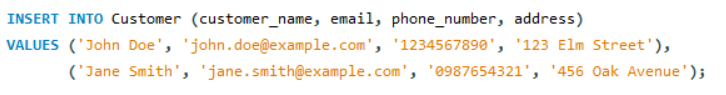 INSERT INTO Customer (customer_name, email, phone_number, address)
VALUES ('John Doe', 'john.doe@example.com', '1234567890', '123 Elm Street'),
('Jane Smith', 'jane.smith@example.com', '0987654321', '456 Oak Avenue');